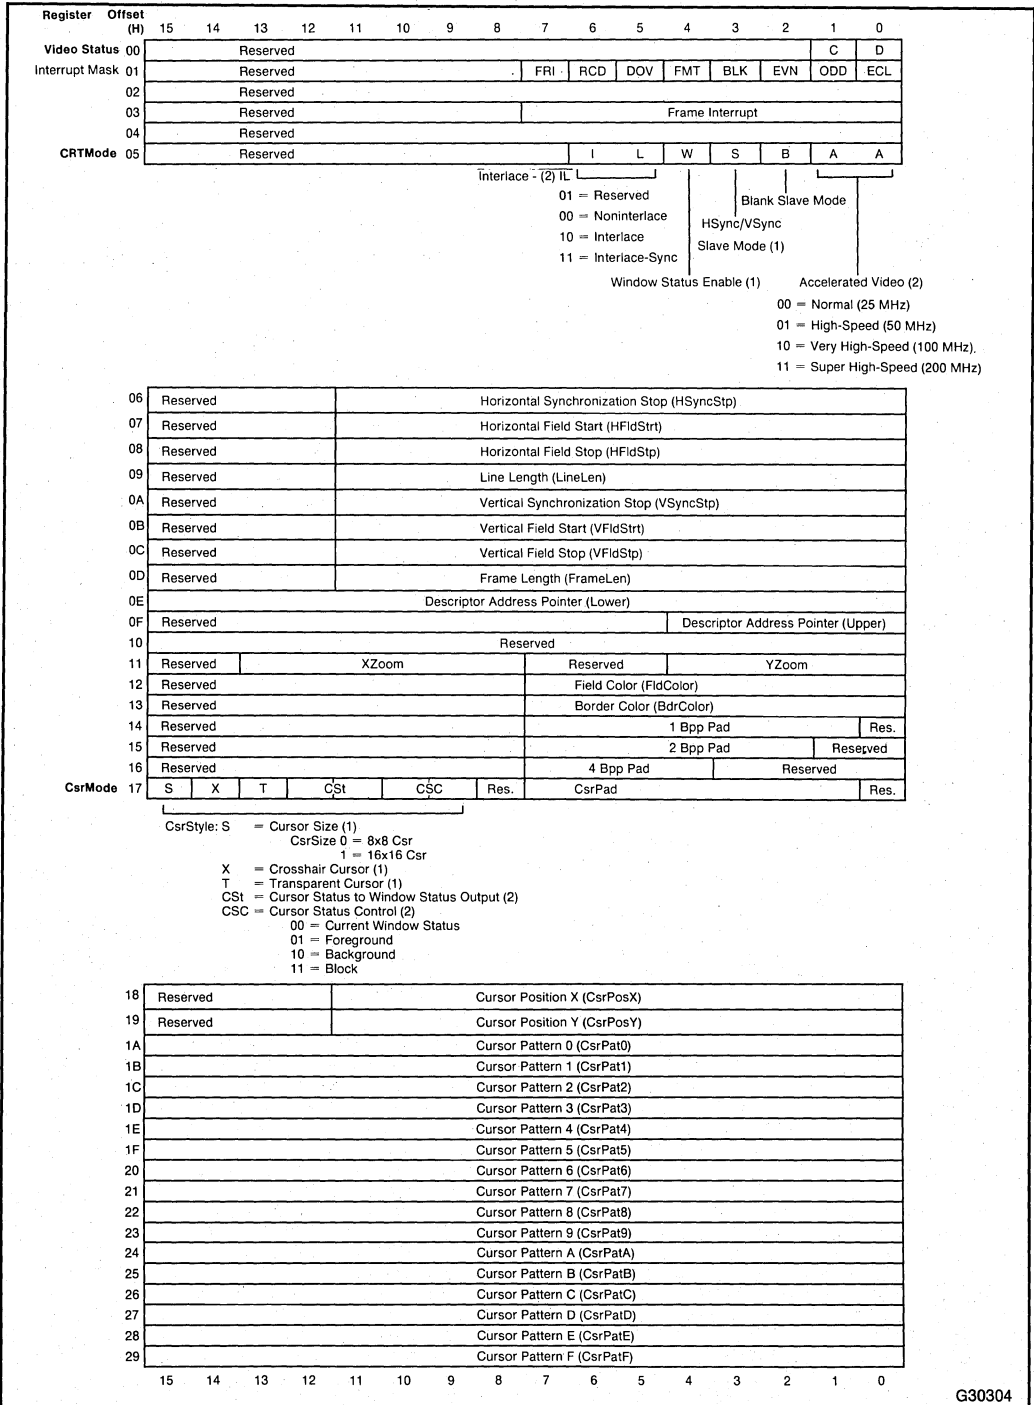 Register Offset
(H) 15 14 13 12 11 10 9 8 7 6 5 4 3 2 1 0
Video Status 00 Reserved C D
Interrupt Mask 01 Reserved FRI RCD DOV FMT BLK EVN ODD ECL
02 Reserved
03 Reserved Frame Interrupt
04 Reserved
CRTMode 05 Reserved I L W S B A A
Interlace - (2) IL
01 = Reserved
00 = Noninterlace
10 = Interlace
11 = Interlace-Sync
Blank Slave Mode
HSync/VSync
Slave Mode (1)
Window Status Enable (1)
Accelerated Video (2)
00 = Normal (25 MHz)
01 = High-Speed (50 MHz)
10 = Very High-Speed (100 MHz).
11 = Super High-Speed (200 MHz)
06 Reserved Horizontal Synchronization Stop (HSyncStp)
07 Reserved Horizontal Field Start (HFldStrt)
08 Reserved Horizontal Field Stop (HFldStp)
09 Reserved Line Length (LineLen)
0A Reserved Vertical Synchronization Stop (VSyncStp)
0B Reserved Vertical Field Start (VFldStrt)
0C Reserved Vertical Field Stop (VFldStp)
0D Reserved Frame Length (FrameLen)
0E Descriptor Address Pointer (Lower)
0F Reserved Descriptor Address Pointer (Upper)
10 Reserved
11 Reserved XZoom Reserved YZoom
12 Reserved Field Color (FldColor)
13 Reserved Border Color (BdrColor)
14 Reserved 1 Bpp Pad Res.
15 Reserved 2 Bpp Pad Reserved
16 Reserved 4 Bpp Pad Reserved
CsrMode 17 S X T CSt CSC Res. CsrPad Res.
CsrStyle: S = Cursor Size (1)
CsrSize 0 = 8x8 Csr
1 = 16x16 Csr
X = Crosshair Cursor (1)
T = Transparent Cursor (1)
CSt = Cursor Status to Window Status Output (2)
CSC = Cursor Status Control (2)
00 = Current Window Status
01 = Foreground
10 = Background
11 = Block
18 Reserved Cursor Position X (CsrPosX)
19 Reserved Cursor Position Y (CsrPosY)
1A Cursor Pattern 0 (CsrPat0)
1B Cursor Pattern 1 (CsrPat1)
1C Cursor Pattern 2 (CsrPat2)
1D Cursor Pattern 3 (CsrPat3)
1E Cursor Pattern 4 (CsrPat4)
1F Cursor Pattern 5 (CsrPat5)
20 Cursor Pattern 6 (CsrPat6)
21 Cursor Pattern 7 (CsrPat7)
22 Cursor Pattern 8 (CsrPat8)
23 Cursor Pattern 9 (CsrPat9)
24 Cursor Pattern A (CsrPatA)
25 Cursor Pattern B (CsrPatB)
26 Cursor Pattern C (CsrPatC)
27 Cursor Pattern D (CsrPatD)
28 Cursor Pattern E (CsrPatE)
29 Cursor Pattern F (CsrPatF)
15 14 13 12 11 10 9 8 7 6 5 4 3 2 1 0
G30304